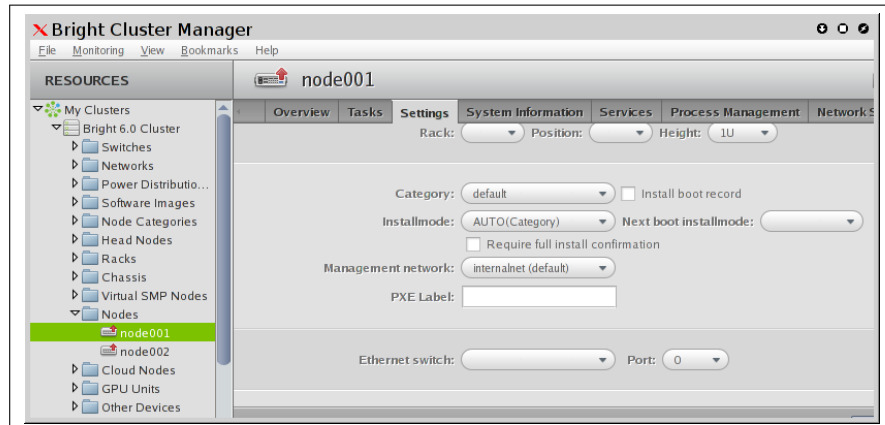 Bright Cluster Manager
File Monitoring View Bookmarks Help
RESOURCES
node001
My Clusters
Bright 6.0 Cluster
Switches
Networks
Power Distributio...
Software Images
Node Categories
Head Nodes
Racks
Chassis
Virtual SMP Nodes
Nodes
node001
node002
Cloud Nodes
GPU Units
Other Devices
Overview Tasks Settings System Information Services Process Management Network S
Rack: Position: Height: 1U
Category: default Install boot record
Installmode: AUTO(Category) Next boot installmode:
Require full install confirmation
Management network: internalnet (default)
PXE Label:
Ethernet switch: Port: 0